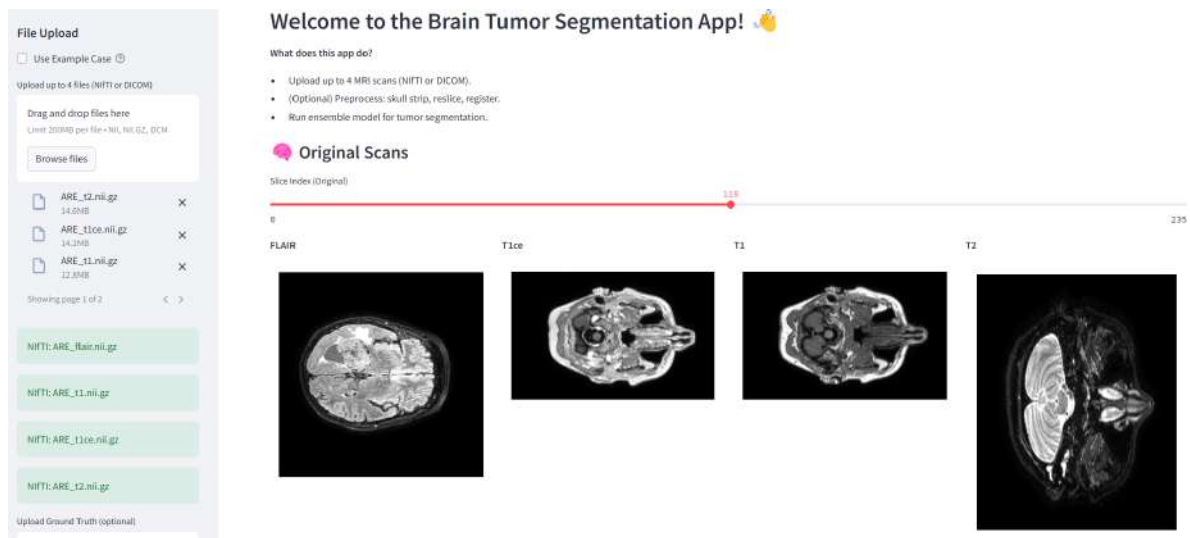 File Upload
Use Example Case
Upload up to 4 files (NIfTI or DICOM)
Drag and drop files here
Limit 200MB per file • NII, NII.GZ, DCM
Browse files
ARE_t2.nii.gz
14.6MB
ARE_t1ce.nii.gz
14.2MB
ARE_t1.nii.gz
12.8MB
Showing page 1 of 2
NIfTI: ARE_flair.nii.gz
NIfTI: ARE_t1.nii.gz
NIfTI: ARE_t1ce.nii.gz
NIfTI: ARE_t2.nii.gz
Upload Ground Truth (optional)
Welcome to the Brain Tumor Segmentation App!
What does this app do?
• Upload up to 4 MRI scans (NIfTI or DICOM).
• (Optional) Preprocess: skull strip, reslice, register.
• Run ensemble model for tumor segmentation.
Original Scans
Slice Index (Original)
0
235
FLAIR
T1ce
T1
T2